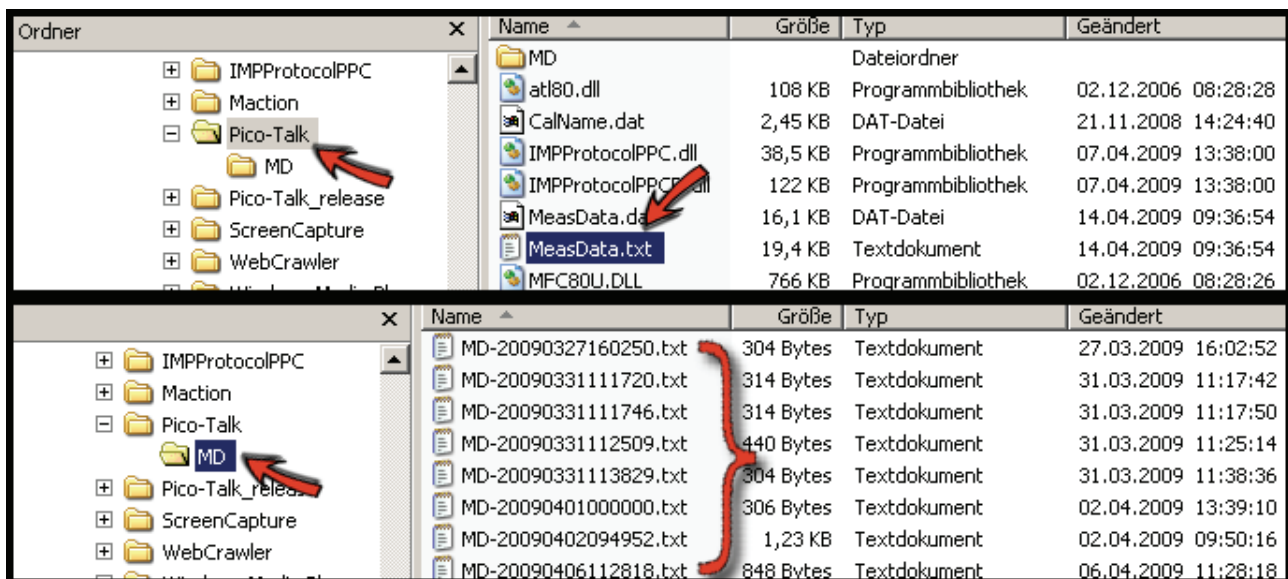 Ordner
IMPProtocolPPC
Maction
Pico-Talk
MD
Pico-Talk_release
ScreenCapture
WebCrawler
Name Größe Typ Geändert
MD Dateiordner
atl80.dll 108 KB Programmbibliothek 02.12.2006 08:28:28
CalName.dat 2,45 KB DAT-Datei 21.11.2008 14:24:40
IMPProtocolPPC.dll 38,5 KB Programmbibliothek 07.04.2009 13:38:00
122 KB Programmbibliothek 07.04.2009 13:38:00
16,1 KB DAT-Datei 14.04.2009 09:36:54
MeasData.txt 19,4 KB Textdokument 14.04.2009 09:36:54
MFC80U.DLL 766 KB Programmbibliothek 02.12.2006 08:28:26
IMPProtocolPPC
Maction
Pico-Talk
MD
Pico-Talk_release
ScreenCapture
WebCrawler
Name Größe Typ Geändert
MD-20090327160250.txt 304 Bytes Textdokument 27.03.2009 16:02:52
MD-20090331111720.txt 314 Bytes Textdokument 31.03.2009 11:17:42
MD-20090331111746.txt 314 Bytes Textdokument 31.03.2009 11:17:50
MD-20090331112509.txt 440 Bytes Textdokument 31.03.2009 11:25:14
MD-20090331113829.txt 304 Bytes Textdokument 31.03.2009 11:38:36
MD-20090401000000.txt 306 Bytes Textdokument 02.04.2009 13:39:10
MD-20090402094952.txt 1,23 KB Textdokument 02.04.2009 09:50:16
MD-20090406112818.txt 848 Bytes Textdokument 06.04.2009 11:28:18